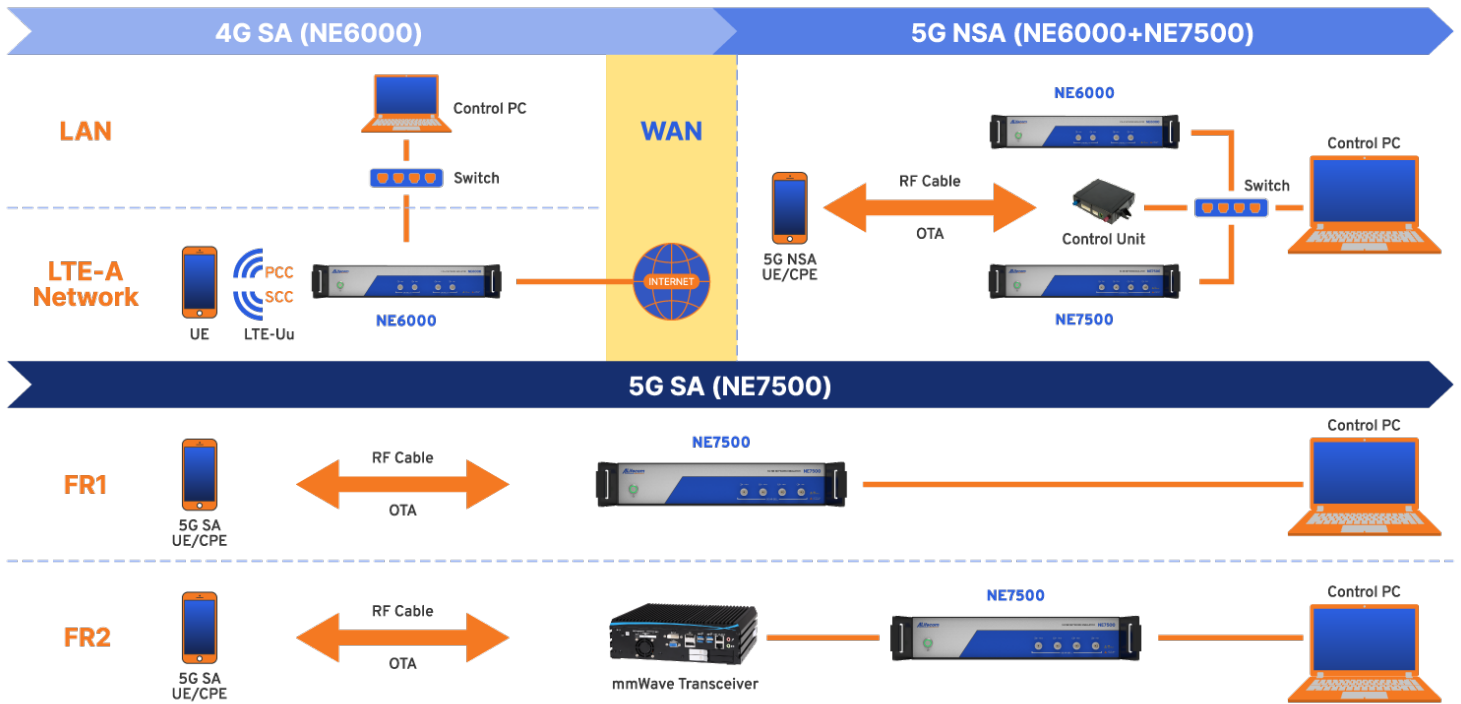 4G SA (NE6000)
5G NSA (NE6000+NE7500)
LAN
Control PC
Switch
WAN
LTE-A
Network
UE
PCC
SCC
LTE-Uu
NE6000
INTERNET
NE6000
5G NSA
UE/CPE
RF Cable
OTA
Control Unit
Switch
Control PC
NE7500
5G SA (NE7500)
FR1
5G SA
UE/CPE
RF Cable
OTA
NE7500
Control PC
FR2
5G SA
UE/CPE
RF Cable
OTA
mmWave Transceiver
NE7500
Control PC